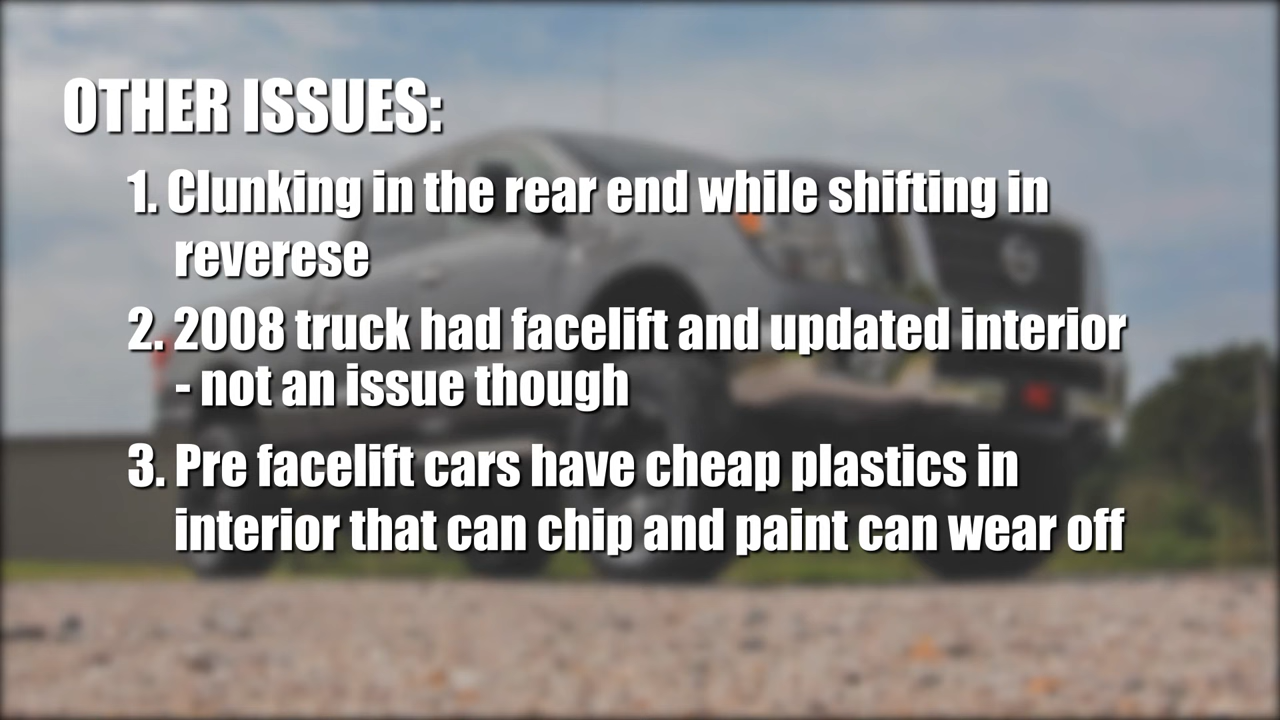 OTHER ISSUES:
1. Clunking in the rear end while shifting in
reverese
2. 2008 truck had facelift and updated interior
- not an issue though
3. Pre facelift cars have cheap plastics in
interior that can chip and paint can wear off